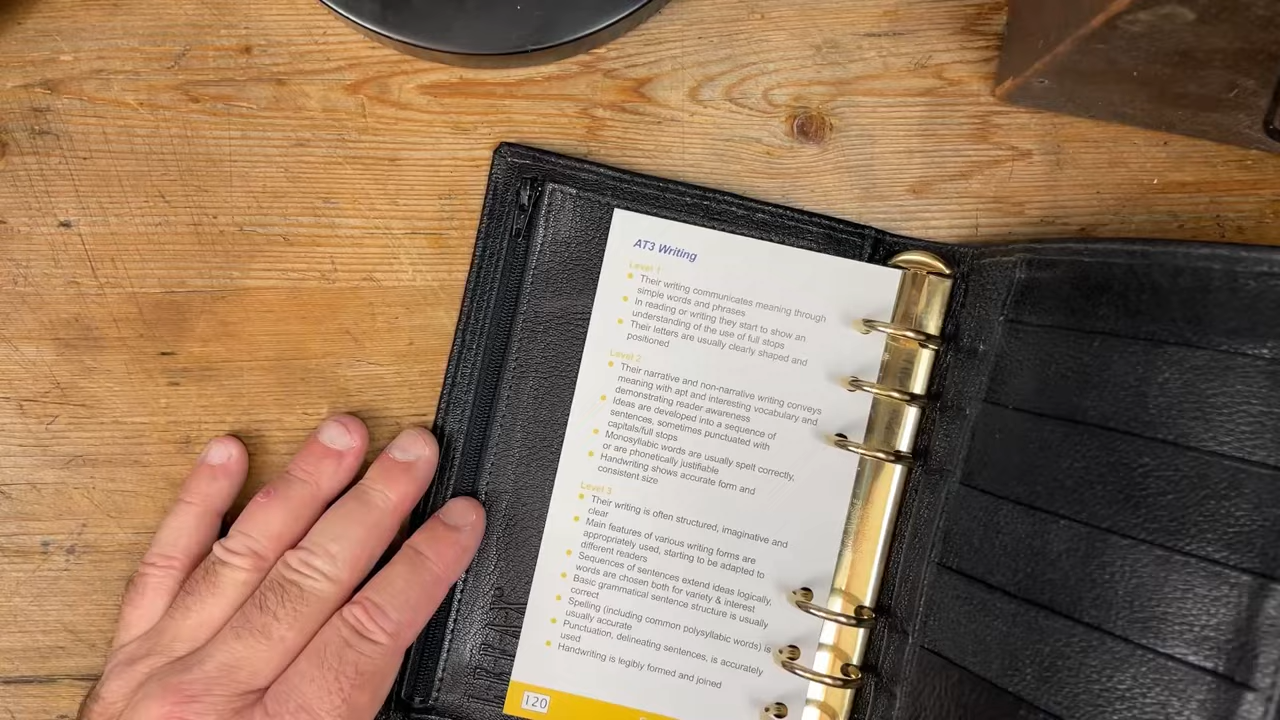 AT3 Writing
Level 1
Their writing communicates meaning through
simple words and phrases
In reading or writing they start to show an
understanding of the use of full stops
Their letters are usually clearly shaped and
positioned
Level 2
Their narrative and non-narrative writing conveys
meaning with apt and interesting vocabulary and
demonstrating reader awareness
Ideas are developed into a sequence of
sentences, sometimes punctuated with
capitals/full stops
Monosyllabic words are usually spelt correctly,
or are phonetically justifiable
Handwriting shows accurate form and
consistent size
Level 3
Their writing is often structured, imaginative and
clear
Main features of various writing forms are
appropriately used, starting to be adapted to
different readers
Sequences of sentences extend ideas logically,
words are chosen both for variety & interest
Basic grammatical sentence structure is usually
correct
Spelling (including common polysyllabic words) is
usually accurate
Punctuation, delineating sentences, is accurately
used
Handwriting is legibly formed and joined
120